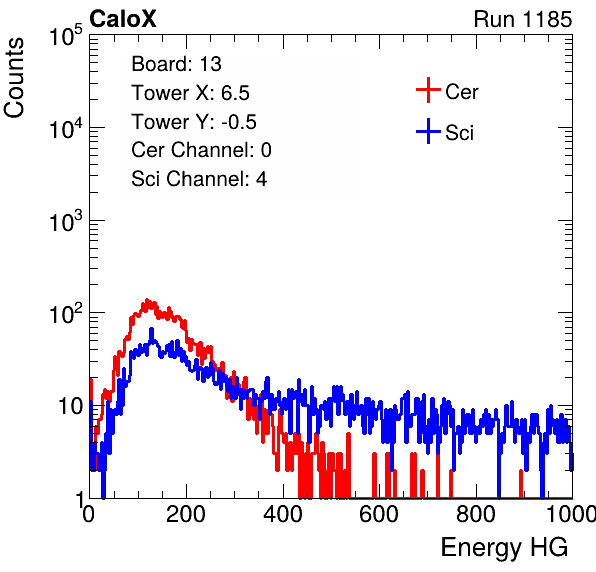 CaloX Run 1185
Board: 13
Tower X: 6.5
Tower Y: -0.5
Cer Channel: 0
Sci Channel: 4
Cer
Sci
Counts
10^5
10^4
10^3
10^2
10
1
0 200 400 600 800 1000
Energy HG